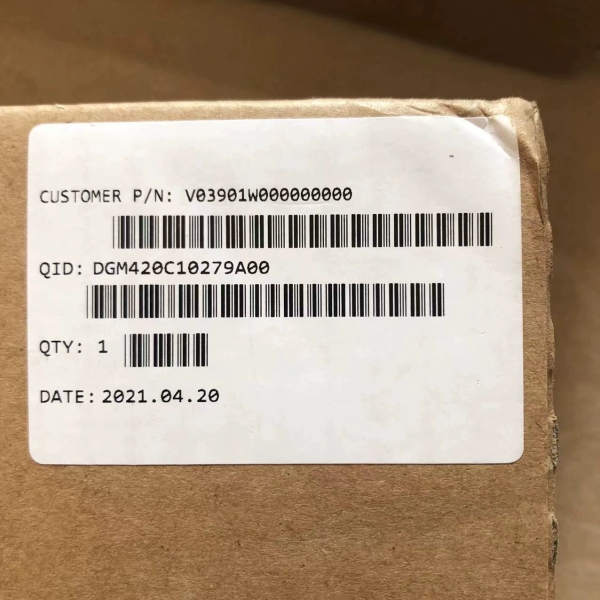 CUSTOMER P/N: V03901W000000000
QID: DGM420C10279A00
QTY: 1
DATE: 2021.04.20